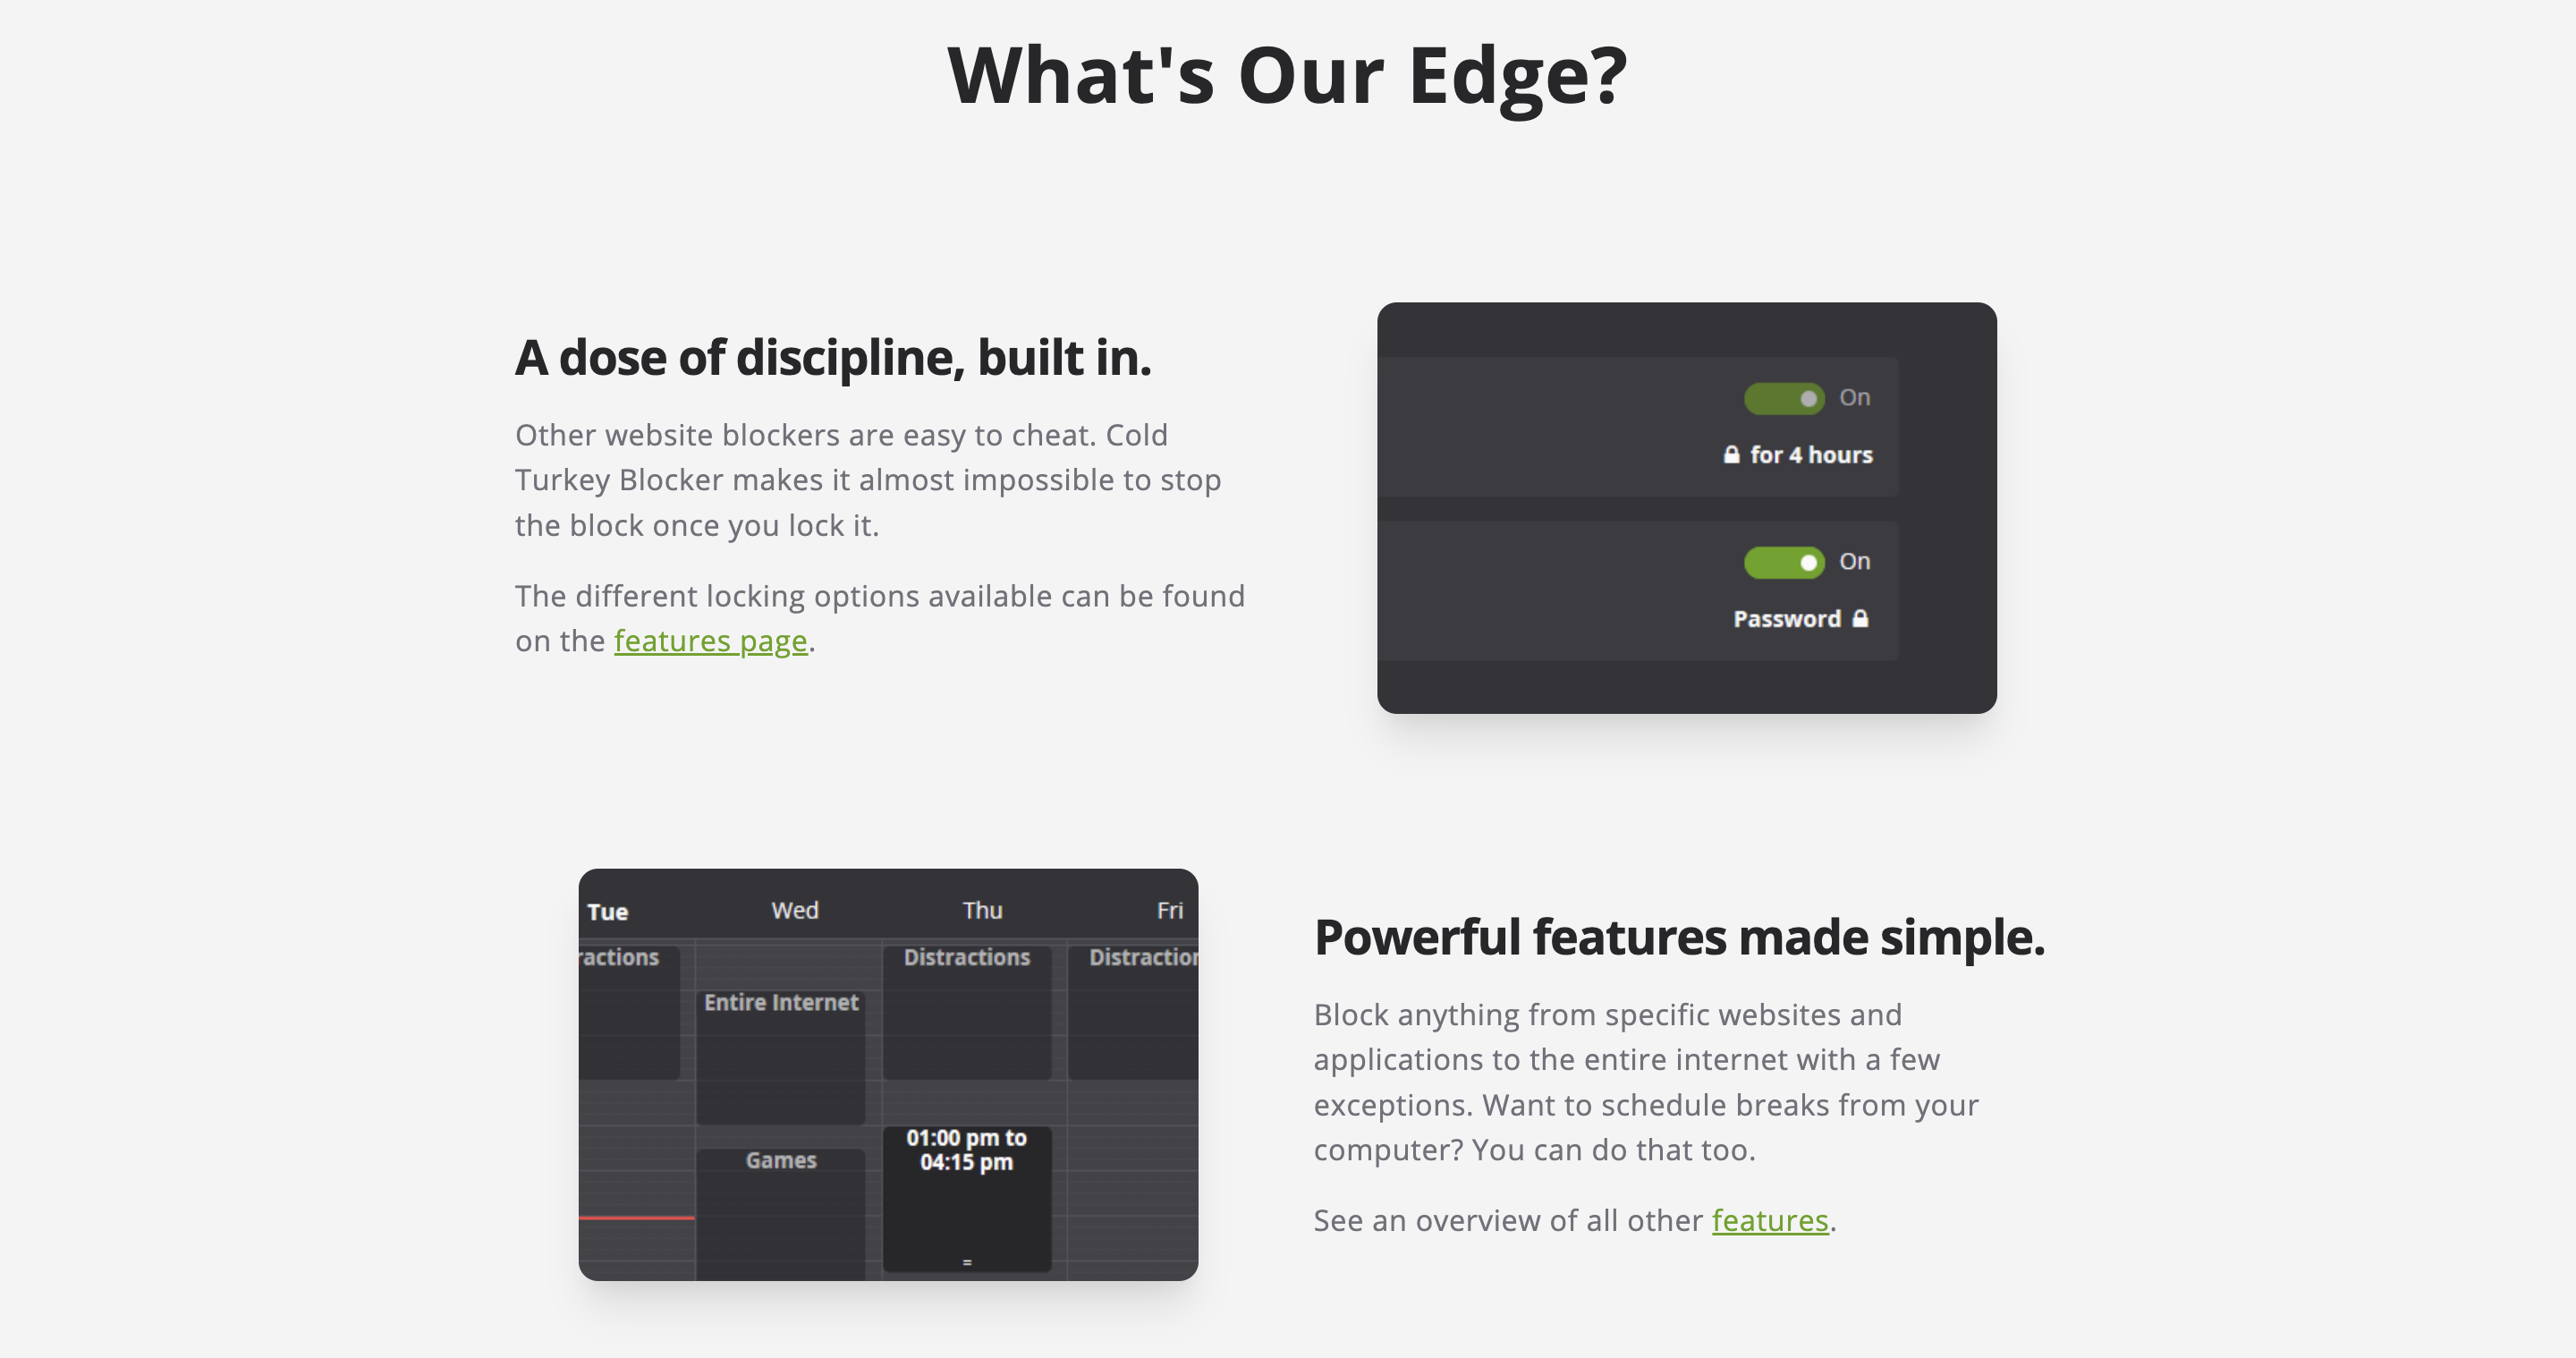 What's Our Edge?
A dose of discipline, built in.
Other website blockers are easy to cheat. Cold
Turkey Blocker makes it almost impossible to stop
the block once you lock it.
The different locking options available can be found
on the features page.
On
for 4 hours
On
Password
Tue Wed Thu Fri
ractions Distractions Distraction
Entire Internet
01:00 pm to
04:15 pm
Games
=
Powerful features made simple.
Block anything from specific websites and
applications to the entire internet with a few
exceptions. Want to schedule breaks from your
computer? You can do that too.
See an overview of all other features.